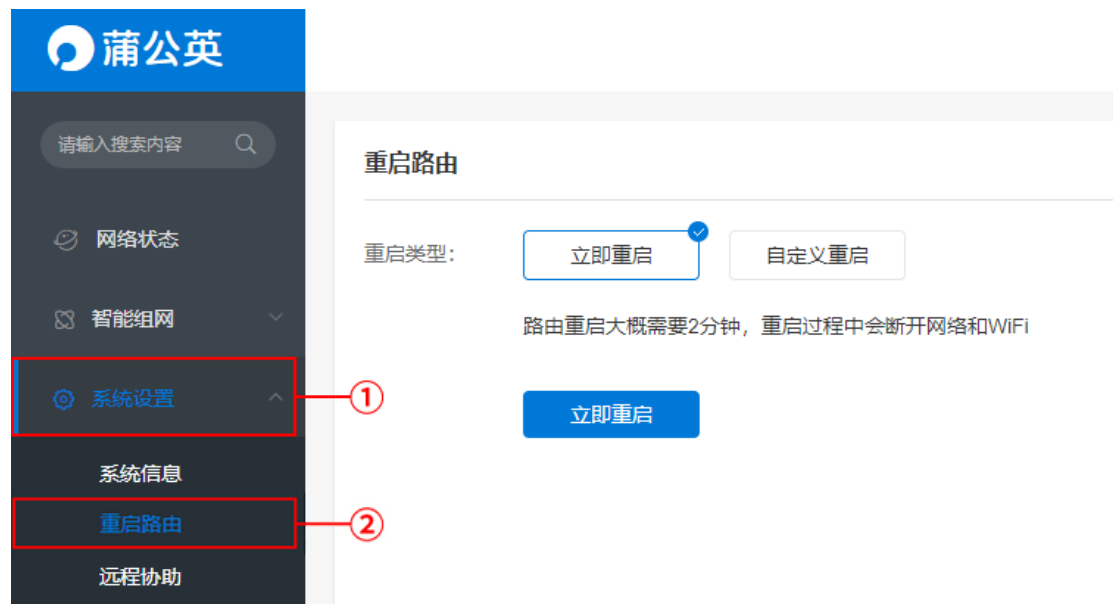 蒲公英
请输入搜索内容
网络状态
智能组网
系统设置
①
系统信息
重启路由
②
远程协助
重启路由
重启类型：
立即重启
自定义重启
路由重启大概需要2分钟，重启过程中会断开网络和WiFi
立即重启